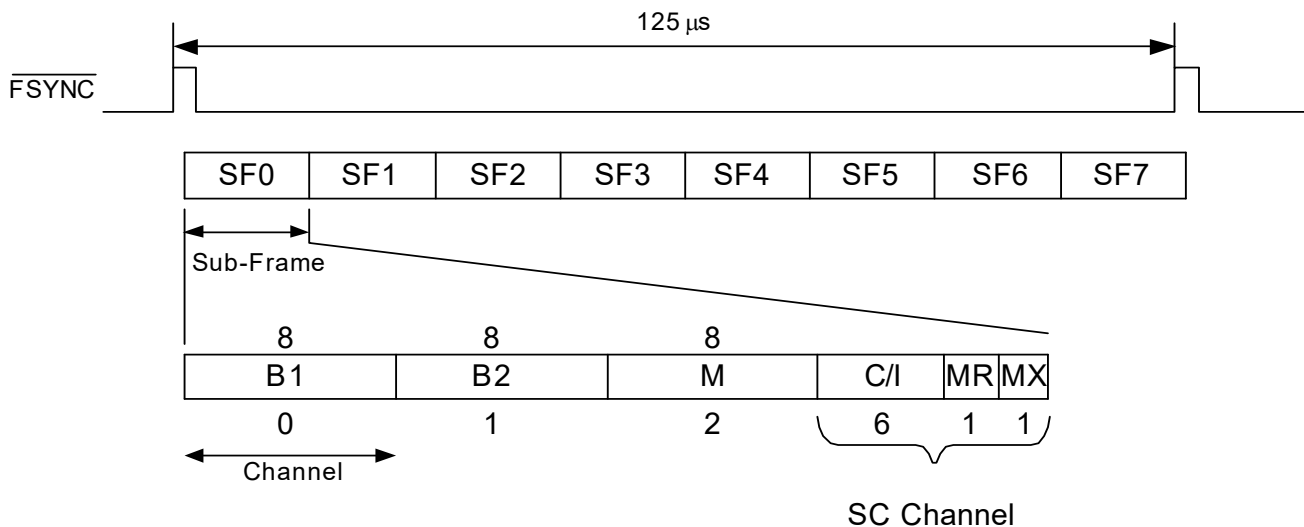 125 μs
FSYNC
SF0 SF1 SF2 SF3 SF4 SF5 SF6 SF7
Sub-Frame
8 8 8
B1 B2 M C/I MR MX
0 1 2 6 1 1
Channel
SC Channel